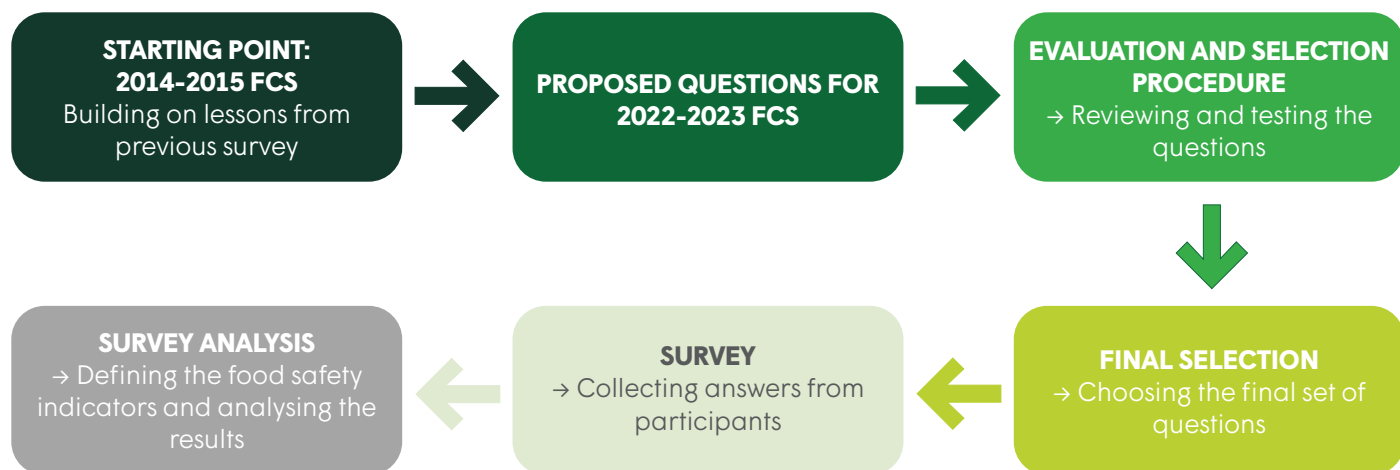 STARTING POINT:
2014-2015 FCS
Building on lessons from
previous survey
PROPOSED QUESTIONS FOR
2022-2023 FCS
EVALUATION AND SELECTION
PROCEDURE
→ Reviewing and testing the
questions
FINAL SELECTION
→ Choosing the final set of
questions
SURVEY
→ Collecting answers from
participants
SURVEY ANALYSIS
→ Defining the food safety
indicators and analysing the
results